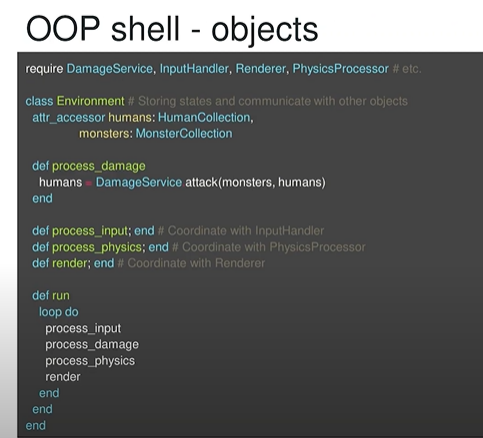 OOP shell - objects
require DamageService, InputHandler, Renderer, PhysicsProcessor # etc.
class Environment # Storing states and communicate with other objects
attr_accessor humans: HumanCollection,
monsters: MonsterCollection
def process_damage
humans = DamageService attack(monsters, humans)
end
def process_input; end # Coordinate with InputHandler
def process_physics; end # Coordinate with PhysicsProcessor
def render; end # Coordinate with Renderer
def run
loop do
process_input
process_damage
process_physics
render
end
end
end